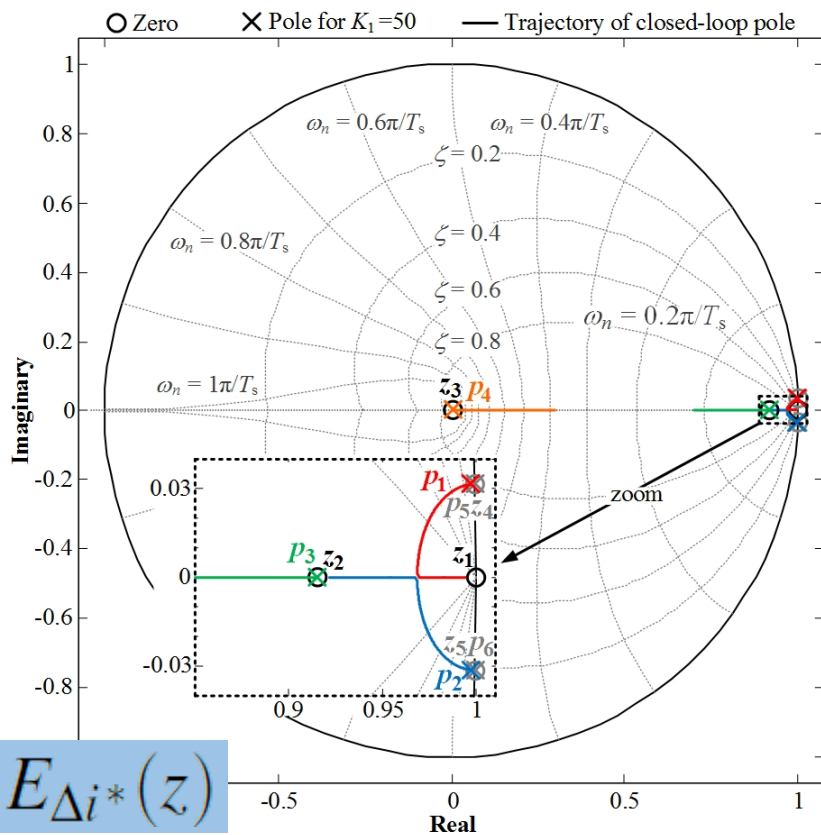 Zero Pole for K₁=50 Trajectory of closed-loop pole
1
0.8
0.6
0.4
0.2
0
-0.2
-0.4
-0.6
-0.8
Imaginary
ωₙ = 0.6π/Tₛ
ωₙ = 0.4π/Tₛ
ζ = 0.2
ωₙ = 0.8π/Tₛ
ζ = 0.4
ζ = 0.6
ωₙ = 0.2π/Tₛ
ζ = 0.8
ωₙ = 1π/Tₛ
z₃ p₄
zoom
0.03
0
-0.03
p₁
p₅z₄
p₃ z₂
z₁
z₅p₆
p₂
0.9 0.95 1
-0.5 0 0.5 1
Real
E_Δi*(z)